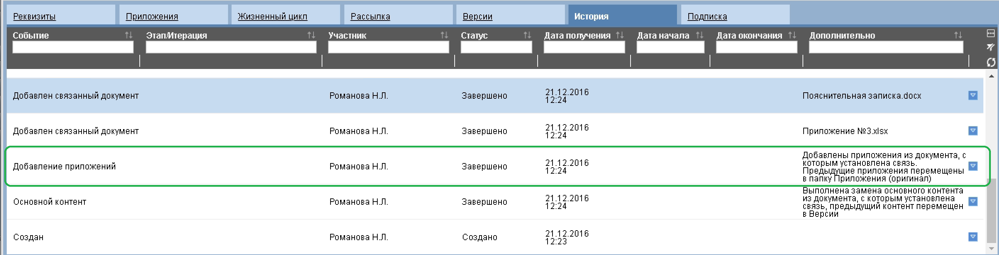 Реквизиты Приложения Жизненный цикл Рассылка Версии История Подписка
Событие Этап/Итерация Участник Статус Дата получения Дата начала Дата окончания Дополнительно
Добавлен связанный документ Романова Н.Л. Завершено 21.12.2016
12:24
Пояснительная записка.docx
Добавлен связанный документ Романова Н.Л. Завершено 21.12.2016
12:24
Приложение №3.xlsx
Добавление приложений Романова Н.Л. Завершено 21.12.2016
12:24
Добавлены приложения из документа, с
которым установлена связь.
Предыдущие приложения перемещены
в папку Приложения (оригинал)
Основной контент Романова Н.Л. Завершено 21.12.2016
12:24
Выполнена замена основного контента
из документа, с которым установлена
связь, предыдущий контент перемещен
в Версии
Создан Романова Н.Л. Создано 21.12.2016
12:23